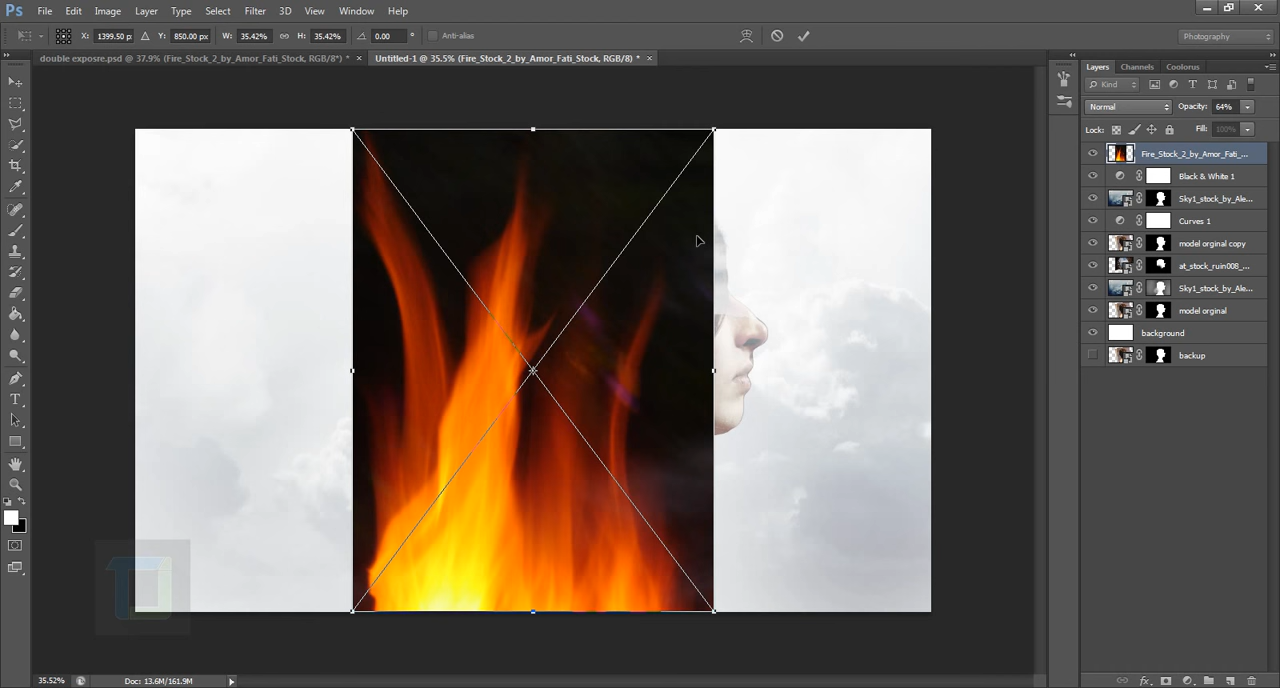 Ps File Edit Image Layer Type Select Filter 3D View Window Help
X: 1399.50 px Y: 850.00 px W: 35.42% H: 35.42% 0.00 ° Anti-alias Photography
double exposre.psd @ 37.9% (Fire_Stock_2_by_Amor_Fati_Stock, RGB/8*) * × Untitled-1 @ 35.5% (Fire_Stock_2_by_Amor_Fati_Stock, RGB/8) * ×
Layers Channels Coolorus
Kind
Normal Opacity: 64%
Lock: Fill: 100%
Fire_Stock_2_by_Amor_Fati_...
Black & White 1
Sky1_stock_by_Ale...
Curves 1
model orginal copy
at_stock_ruin008_...
Sky1_stock_by_Ale...
model orginal
background
backup
35.52% Doc: 13.6M/161.9M